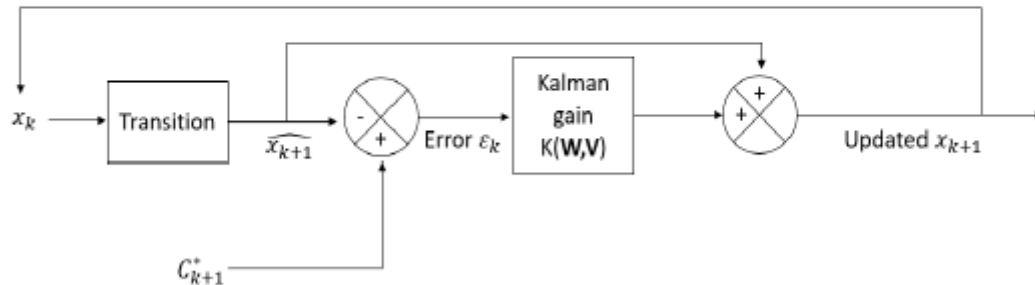 x_k
Transition
\widehat{x_{k+1}}
-
+
Error ε_k
Kalman
gain
K(W,V)
+
+
Updated x_{k+1}
C^*_{k+1}